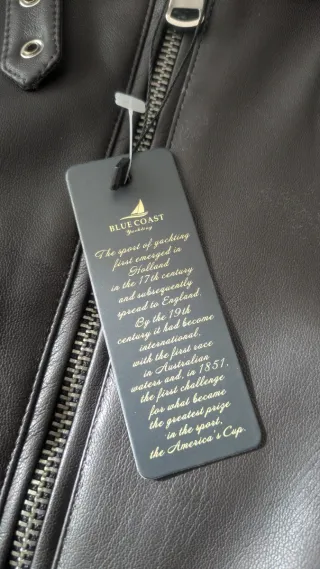 BLUE COAST
Yachting
The sport of yachting
first emerged in
Holland
in the 17th century
and subsequently
spread to England.
By the 19th
century it had become
international,
with the first race
in Australian
waters and, in 1851,
the first challenge
for what became
the greatest prize
in the sport,
the America's Cup.